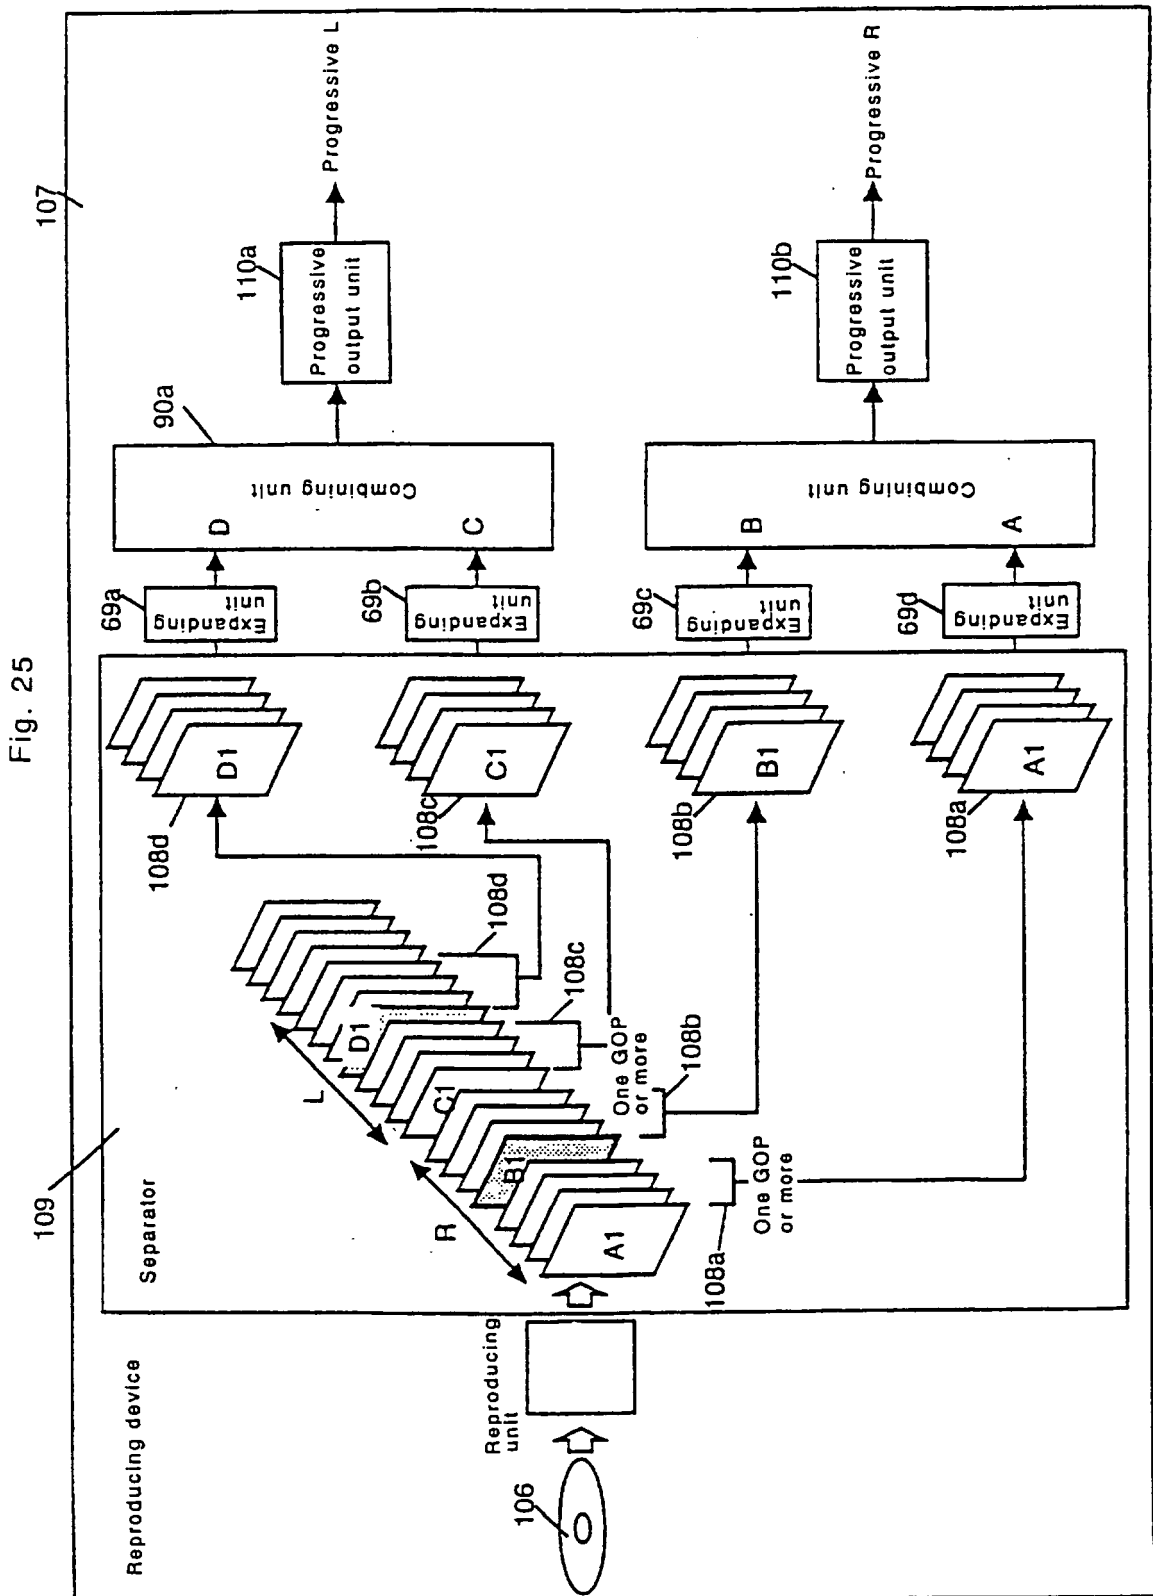 Fig. 25
107
109
Reproducing device
Separator
106
Reproducing
unit
A1
B1
C1
D1
R
L
108a
One GOP
or more
108b
One GOP
or more
108c
108d
D1
108d
C1
108c
B1
108b
A1
108a
69a
Expanding
unit
69b
Expanding
unit
69c
Expanding
unit
69d
Expanding
unit
90a
Combining unit
D
C
Combining unit
B
A
110a
Progressive
output unit
Progressive L
110b
Progressive
output unit
Progressive R